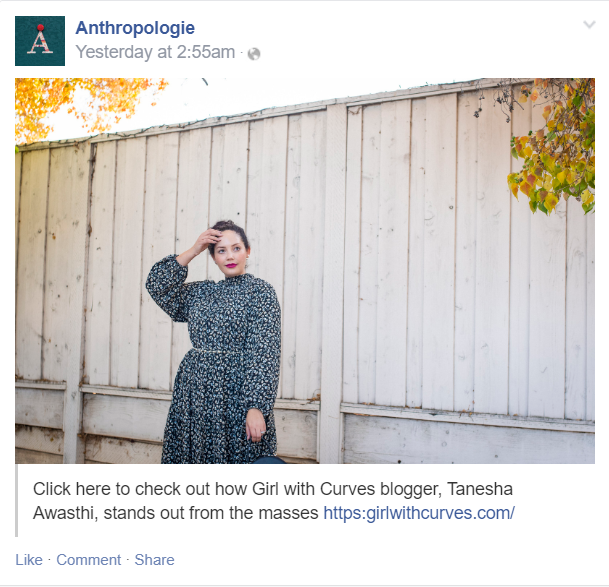 A
Anthropologie
Yesterday at 2:55am ·
Click here to check out how Girl with Curves blogger, Tanesha
Awasthi, stands out from the masses https:girlwithcurves.com/
Like · Comment · Share